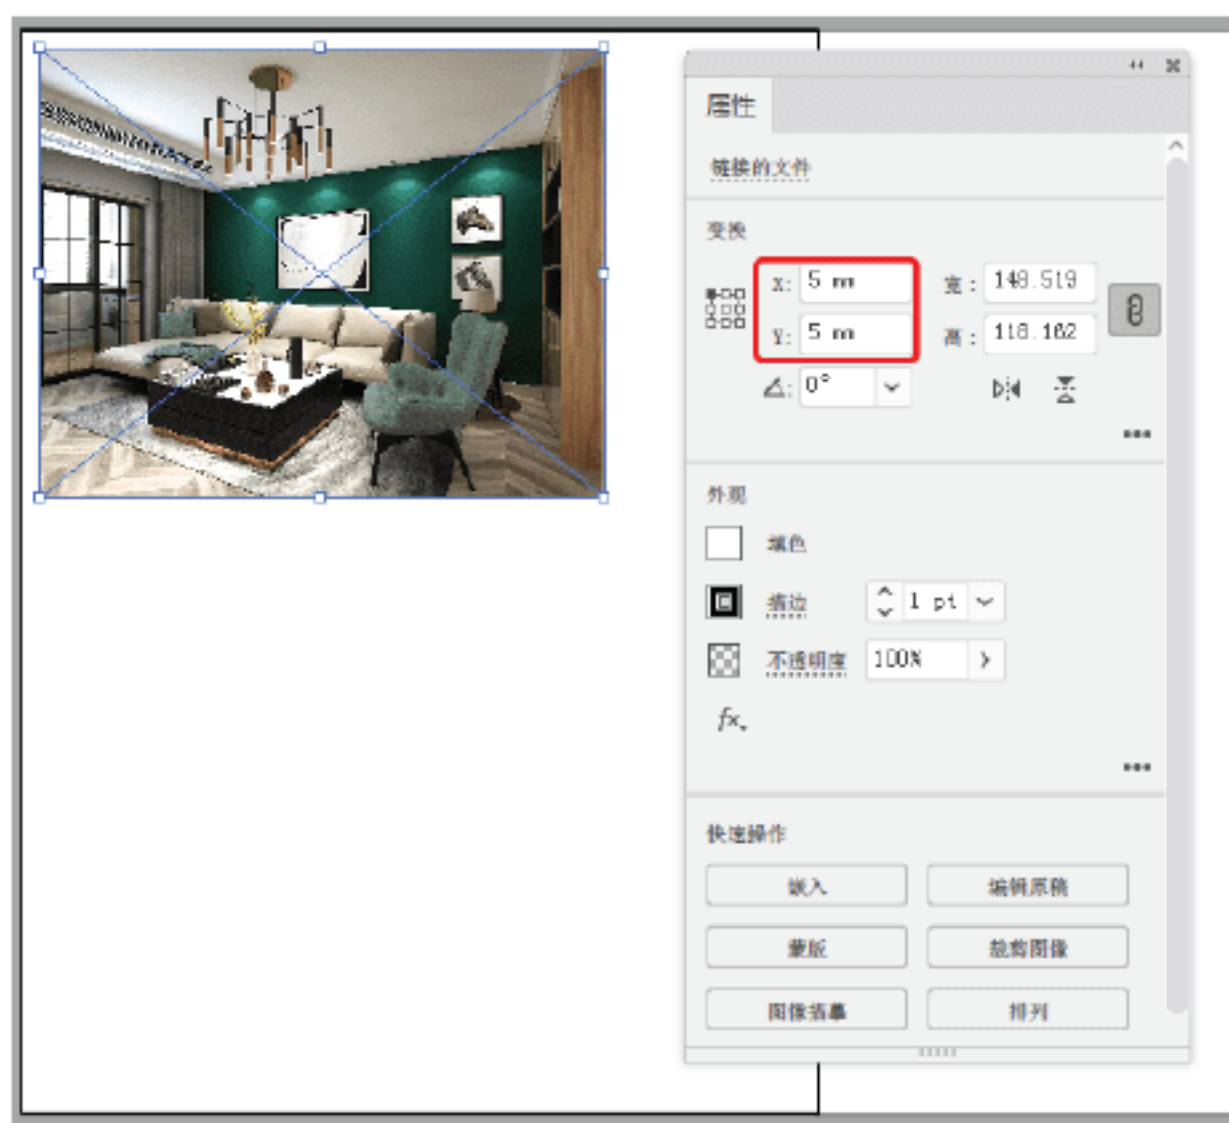 属性
链接的文件
变换
X: 5 mm
宽: 148.519
Y: 5 mm
高: 118.162
0°
外观
填色
描边 1 pt
不透明度 100%
fx
快速操作
嵌入 编辑原稿
蒙版 裁剪图像
图像描摹 排列